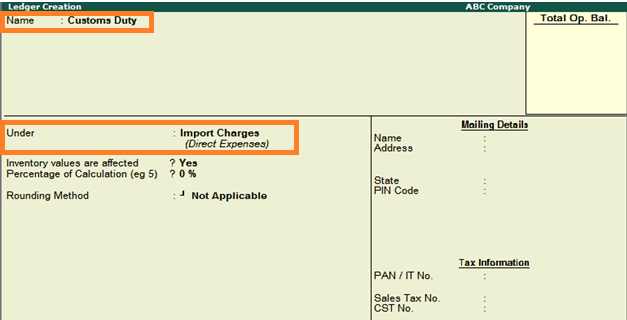 Ledger Creation ABC Company
Name : Customs Duty
Total Op. Bal.
Under : Import Charges
(Direct Expenses)
Inventory values are affected ? Yes
Percentage of Calculation (eg 5) ? 0 %
Rounding Method : ┘ Not Applicable
Mailing Details
Name :
Address :
State :
PIN Code :
Tax Information
PAN / IT No. :
Sales Tax No. :
CST No. :